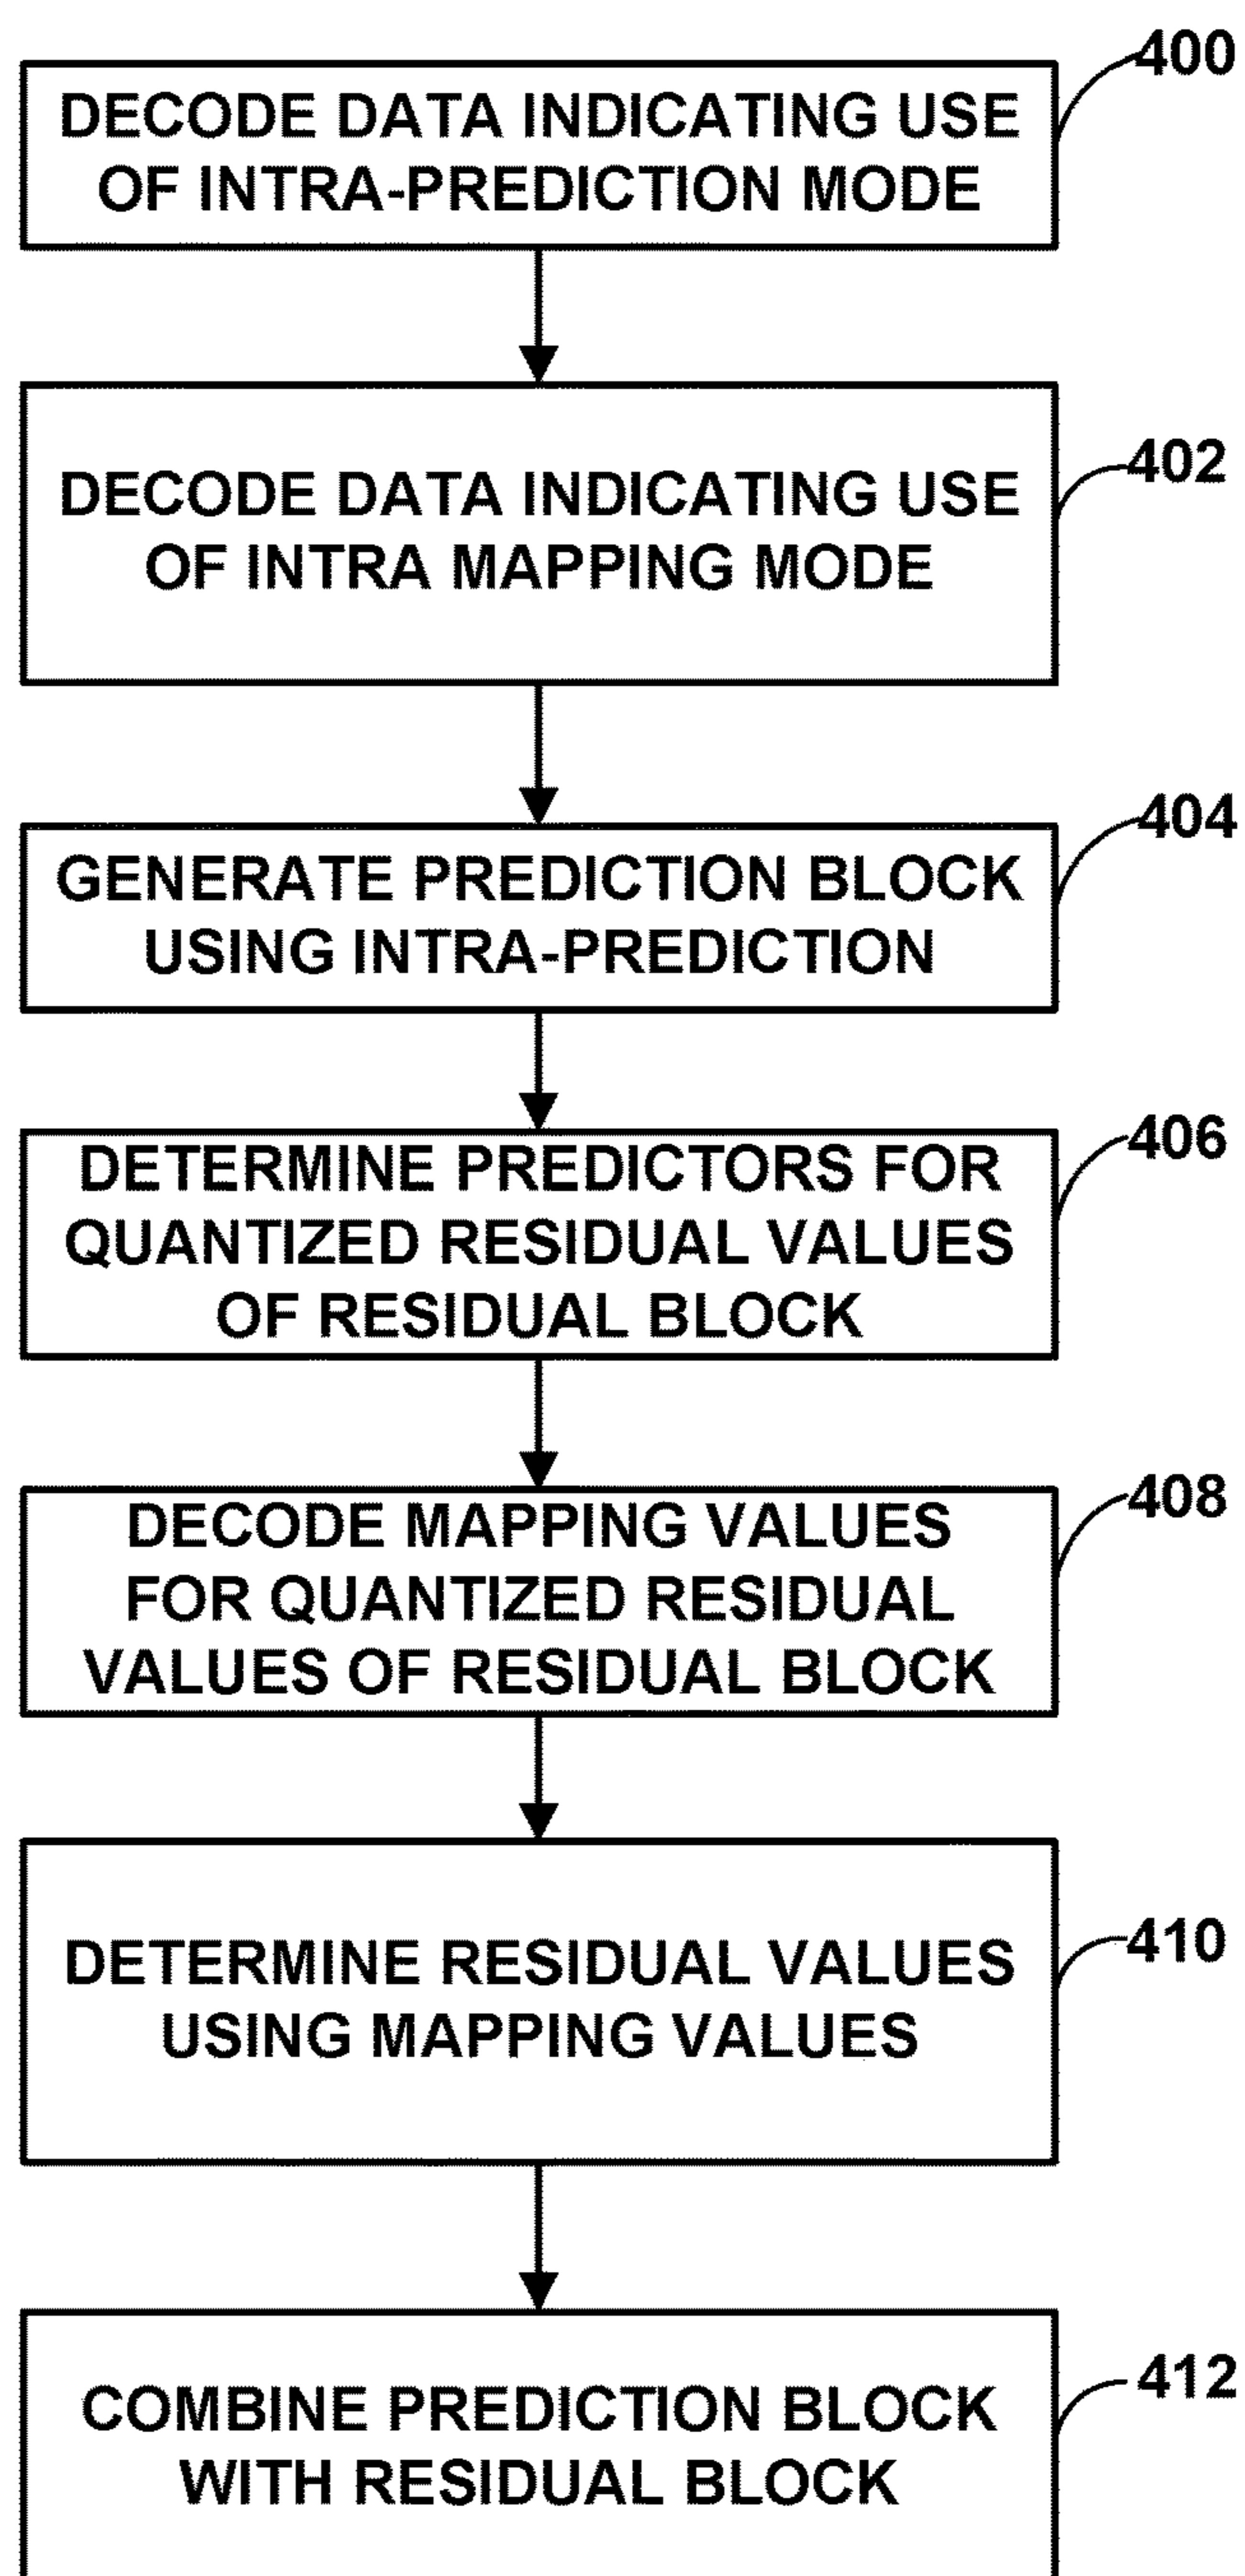 400
DECODE DATA INDICATING USE
OF INTRA-PREDICTION MODE
402
DECODE DATA INDICATING USE
OF INTRA MAPPING MODE
404
GENERATE PREDICTION BLOCK
USING INTRA-PREDICTION
406
DETERMINE PREDICTORS FOR
QUANTIZED RESIDUAL VALUES
OF RESIDUAL BLOCK
408
DECODE MAPPING VALUES
FOR QUANTIZED RESIDUAL
VALUES OF RESIDUAL BLOCK
410
DETERMINE RESIDUAL VALUES
USING MAPPING VALUES
412
COMBINE PREDICTION BLOCK
WITH RESIDUAL BLOCK